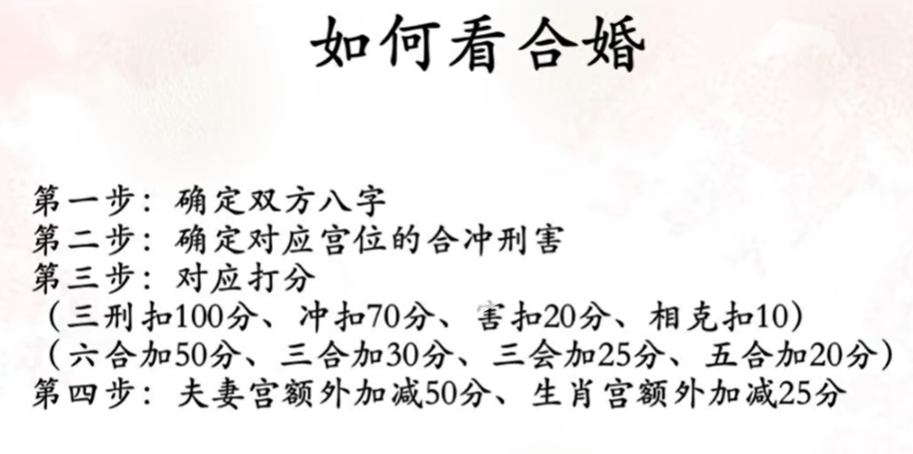 如何看合婚
第一步：确定双方八字
第二步：确定对应宫位的合冲刑害
第三步：对应打分
（三刑扣100分、冲扣70分、害扣20分、相克扣10）
（六合加50分、三合加30分、三会加25分、五合加20分）
第四步：夫妻宫额外加减50分、生肖宫额外加减25分